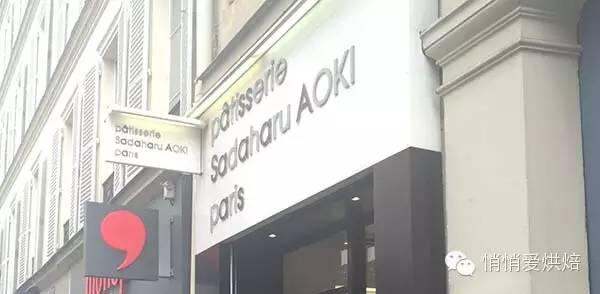 pâtisserie
Sadaharu AOKI
paris
pâtisserie
Sadaharu AOKI
paris
悄悄爱烘焙